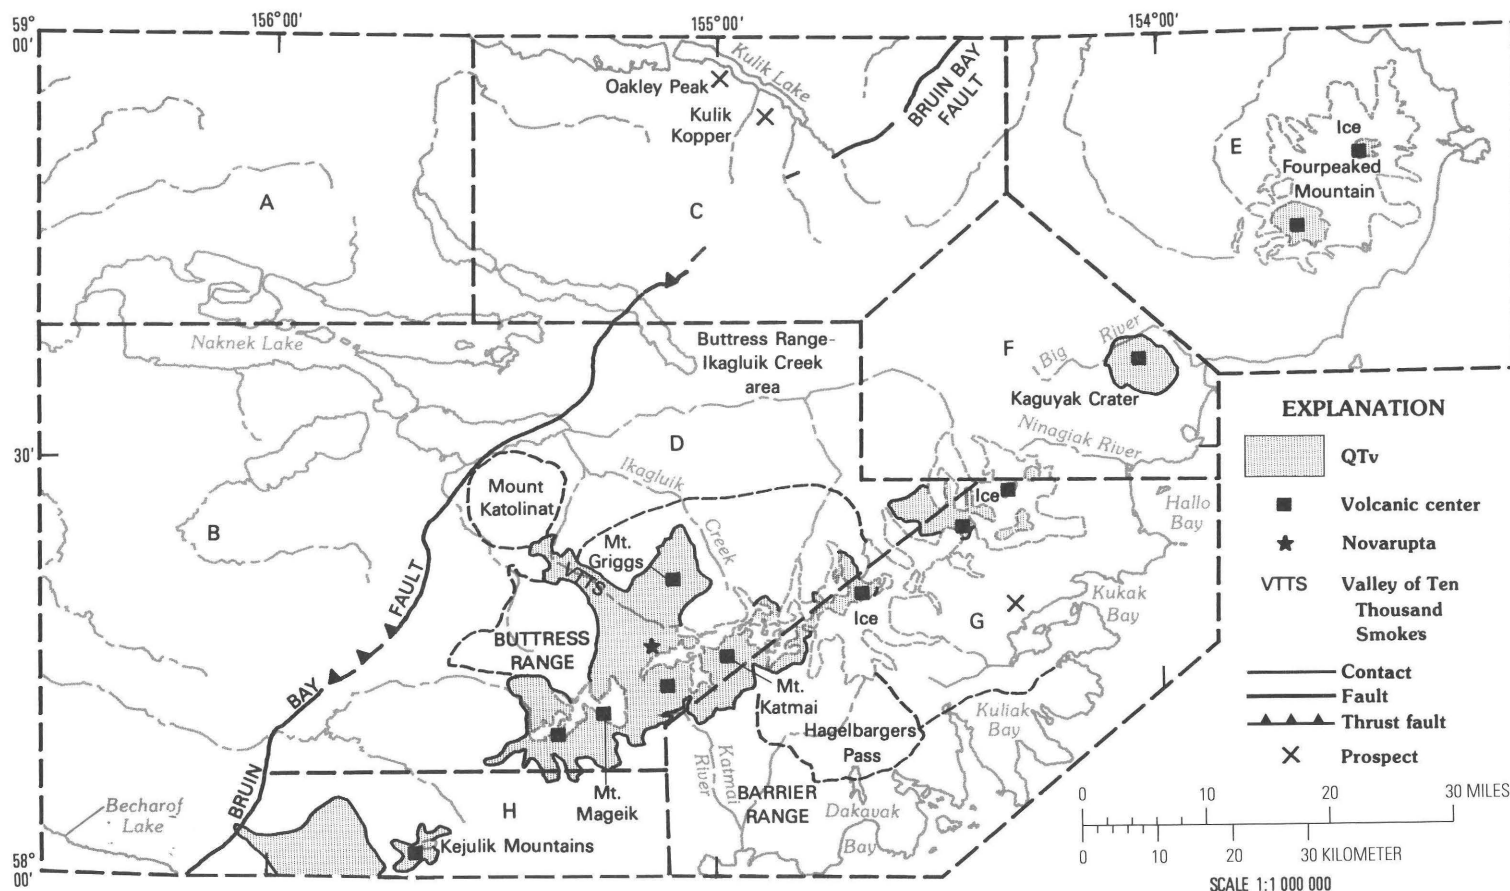 59°
00'
156°00'
155°00'
154°00'
Oakley Peak
Kulik Lake
Kulik
Kopper
BRUIN BAY
FAULT
E
Ice
Fourpeaked
Mountain
A
C
Naknek Lake
Buttress Range-
Ikagluik Creek
area
F
Big River
Kaguyak Crater
Ninagiak River
30'
D
Ikagluik
Creek
Mount
Katolinat
B
Ice
Hallo
Bay
Mt.
Griggs
VTTS
FAULT
Ice
G
Kukak
Bay
BUTTRESS
RANGE
BAY
Mt.
Katmai
Kuliak
Bay
Hagelbargers
Pass
Katmai
River
BRUIN
Becharof
Lake
Mt.
Mageik
BARRIER
RANGE
Dakavak
Bay
H
Kejulik Mountains
58°
00'
EXPLANATION
QTv
Volcanic center
Novarupta
VTTS Valley of Ten
Thousand
Smokes
Contact
Fault
Thrust fault
Prospect
0 10 20 30 MILES
0 10 20 30 KILOMETER
SCALE 1:1 000 000